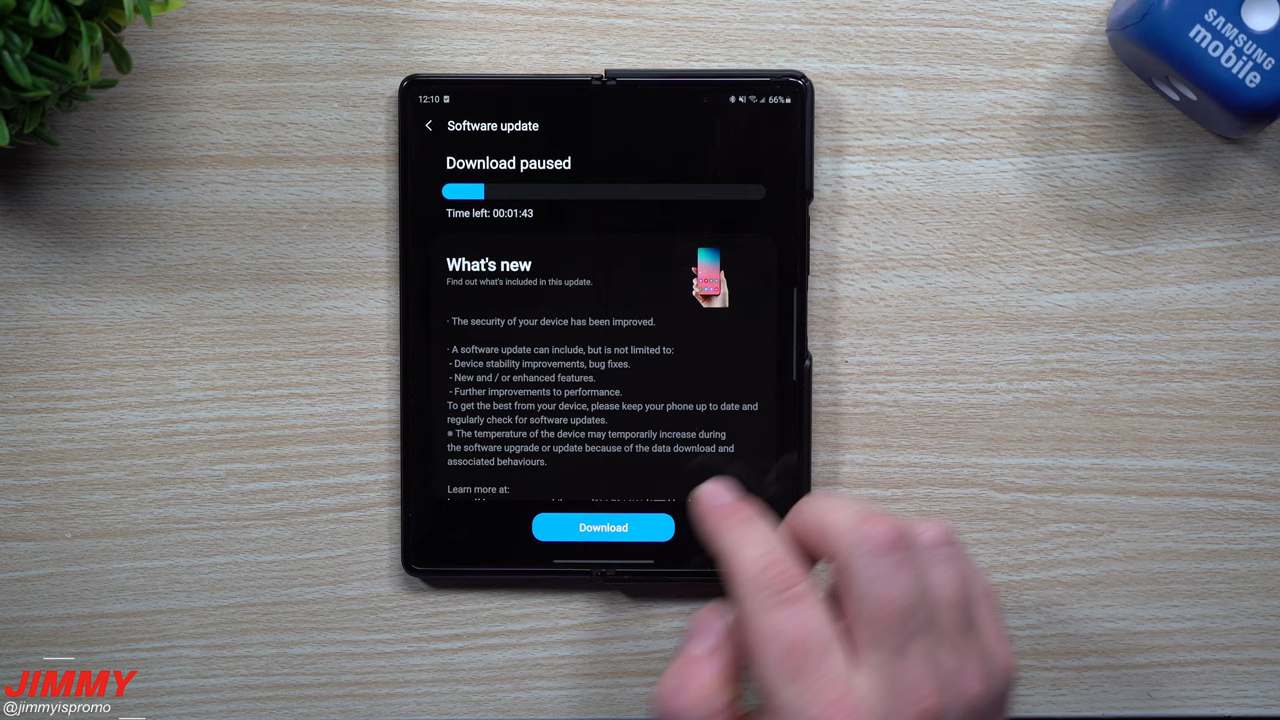 SAMSUNG
mobile
12:10
66%
Software update
Download paused
Time left: 00:01:43
What's new
Find out what's included in this update.
· The security of your device has been improved.
· A software update can include, but is not limited to:
- Device stability improvements, bug fixes.
- New and / or enhanced features.
- Further improvements to performance.
To get the best from your device, please keep your phone up to date and
regularly check for software updates.
※ The temperature of the device may temporarily increase during
the software upgrade or update because of the data download and
associated behaviours.
Learn more at:
Download
JIMMY
@jimmyispromo